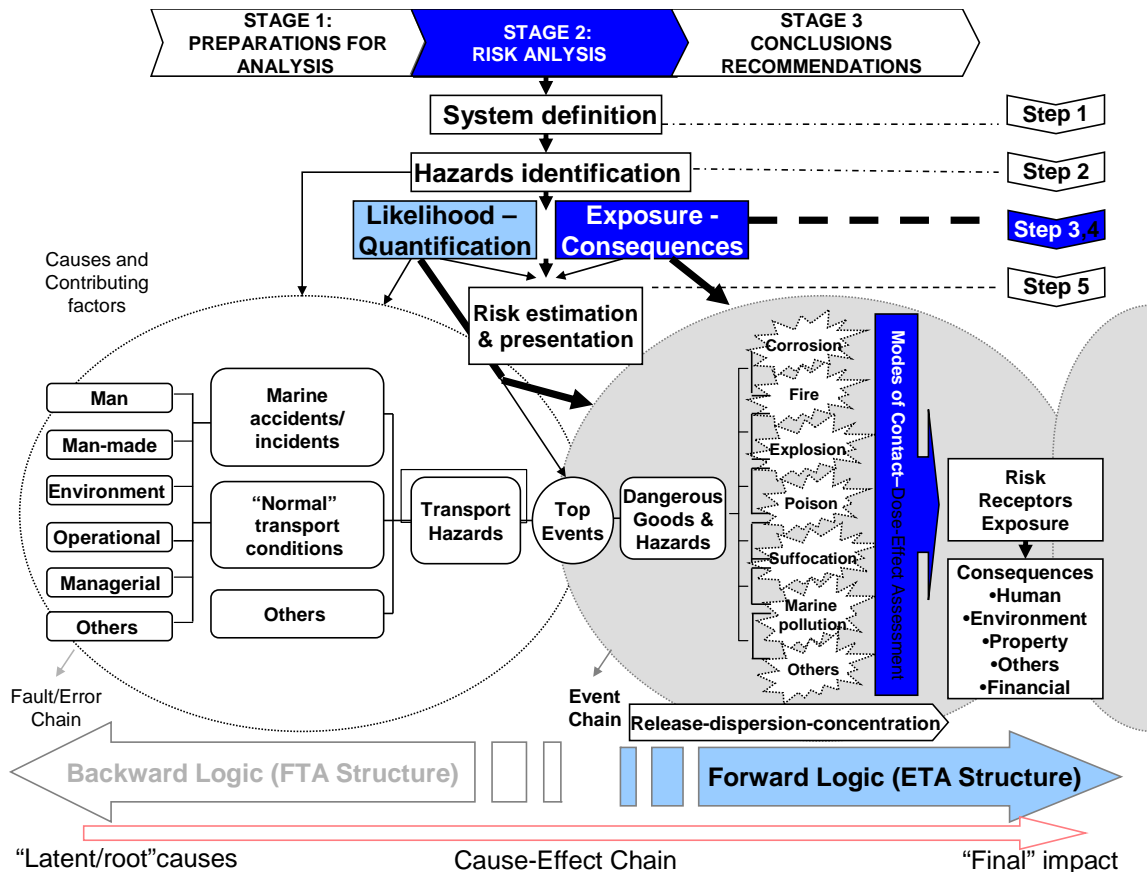 STAGE 1:
PREPARATIONS FOR
ANALYSIS
STAGE 2:
RISK ANLYSIS
STAGE 3
CONCLUSIONS
RECOMMENDATIONS
System definition
Step 1
Hazards identification
Step 2
Likelihood –
Quantification
Exposure -
Consequences
Step 3,4
Causes and
Contributing
factors
Step 5
Risk estimation
& presentation
Man
Man-made
Environment
Operational
Managerial
Others
Marine
accidents/
incidents
“Normal”
transport
conditions
Others
Transport
Hazards
Top
Events
Dangerous
Goods &
Hazards
Corrosion
Fire
Explosion
Poison
Suffocation
Marine
pollution
Others
Modes of Contact–Dose-Effect Assessment
Risk
Receptors
Exposure
Consequences
•Human
•Environment
•Property
•Others
•Financial
Fault/Error
Chain
Event
Chain
Release-dispersion-concentration
Backward Logic (FTA Structure)
Forward Logic (ETA Structure)
“Latent/root”causes
Cause-Effect Chain
“Final” impact